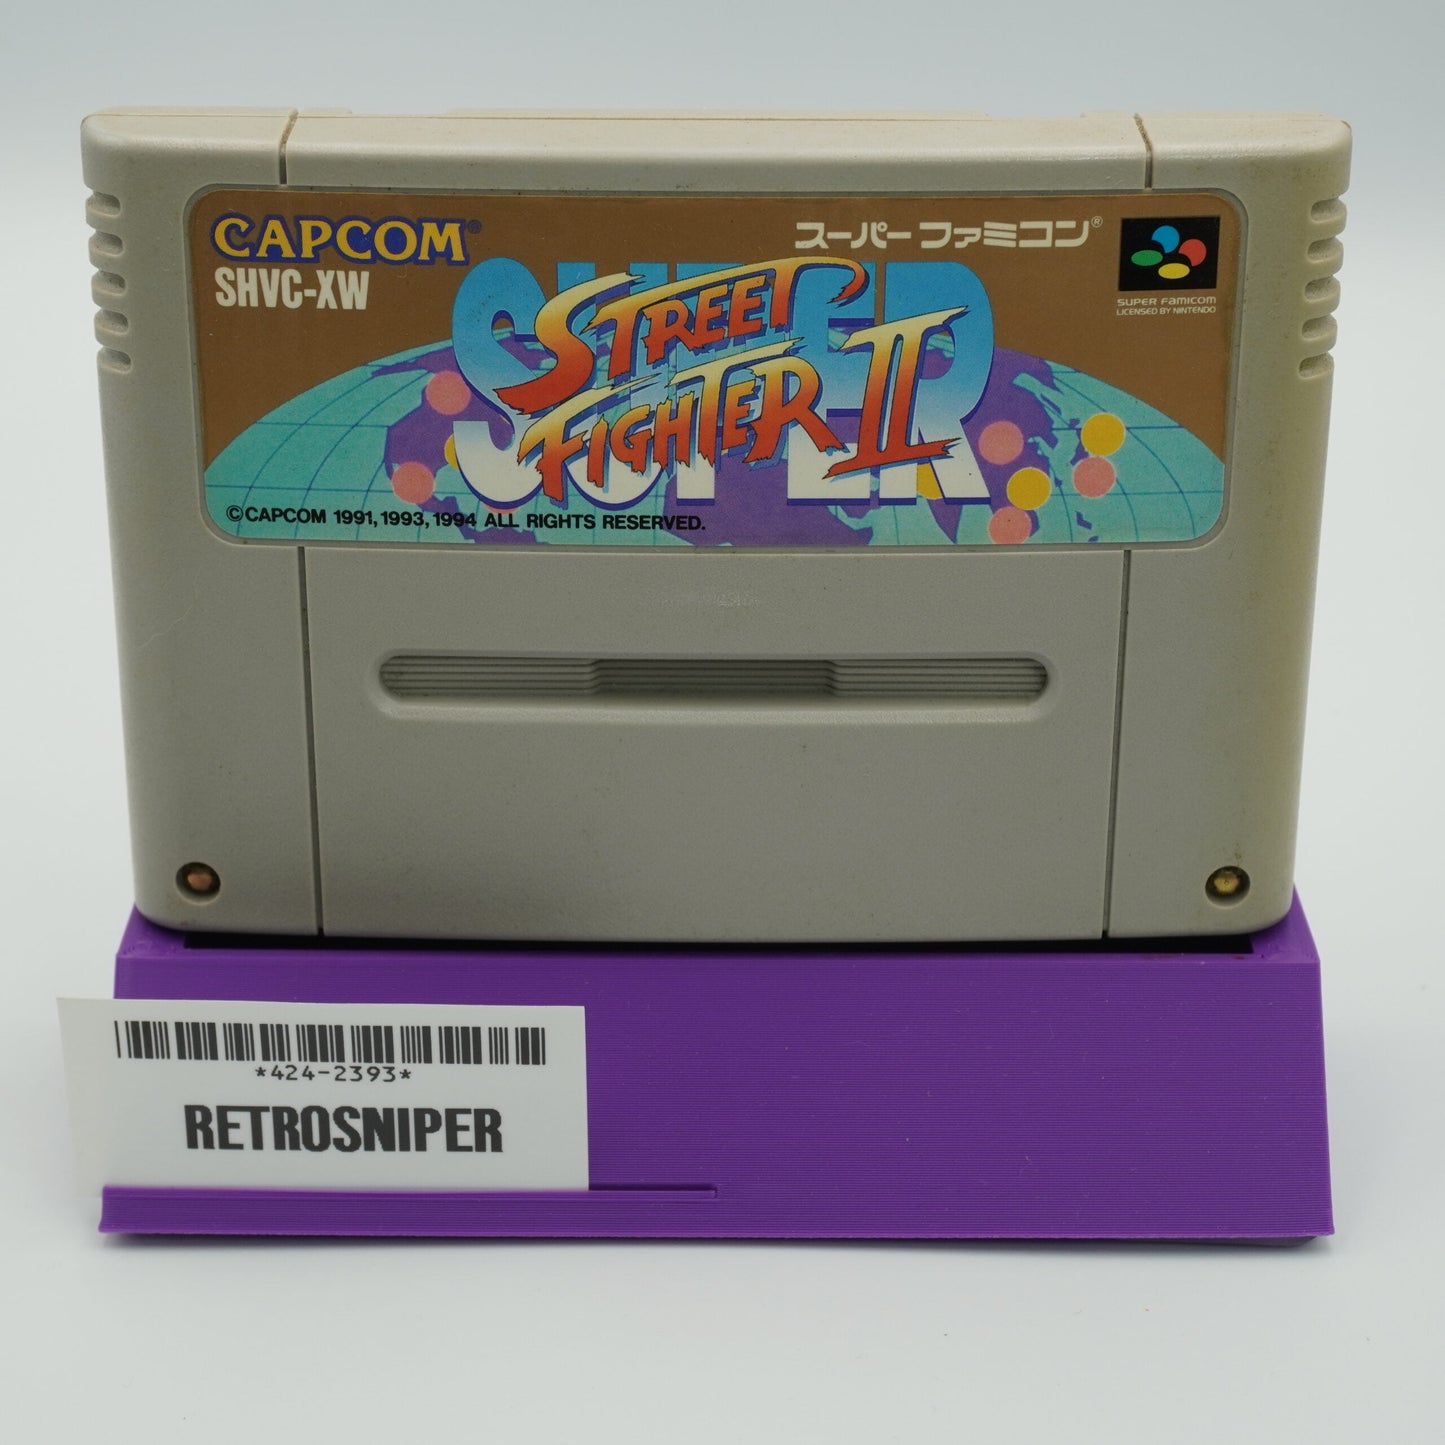 CAPCOM®
SHVC-XW
スーパーファミコン®
SUPER FAMICOM
LICENSED BY NINTENDO
SUPER
STREET
FIGHTER II
©CAPCOM 1991, 1993, 1994 ALL RIGHTS RESERVED.
*424-2393*
RETROSNIPER